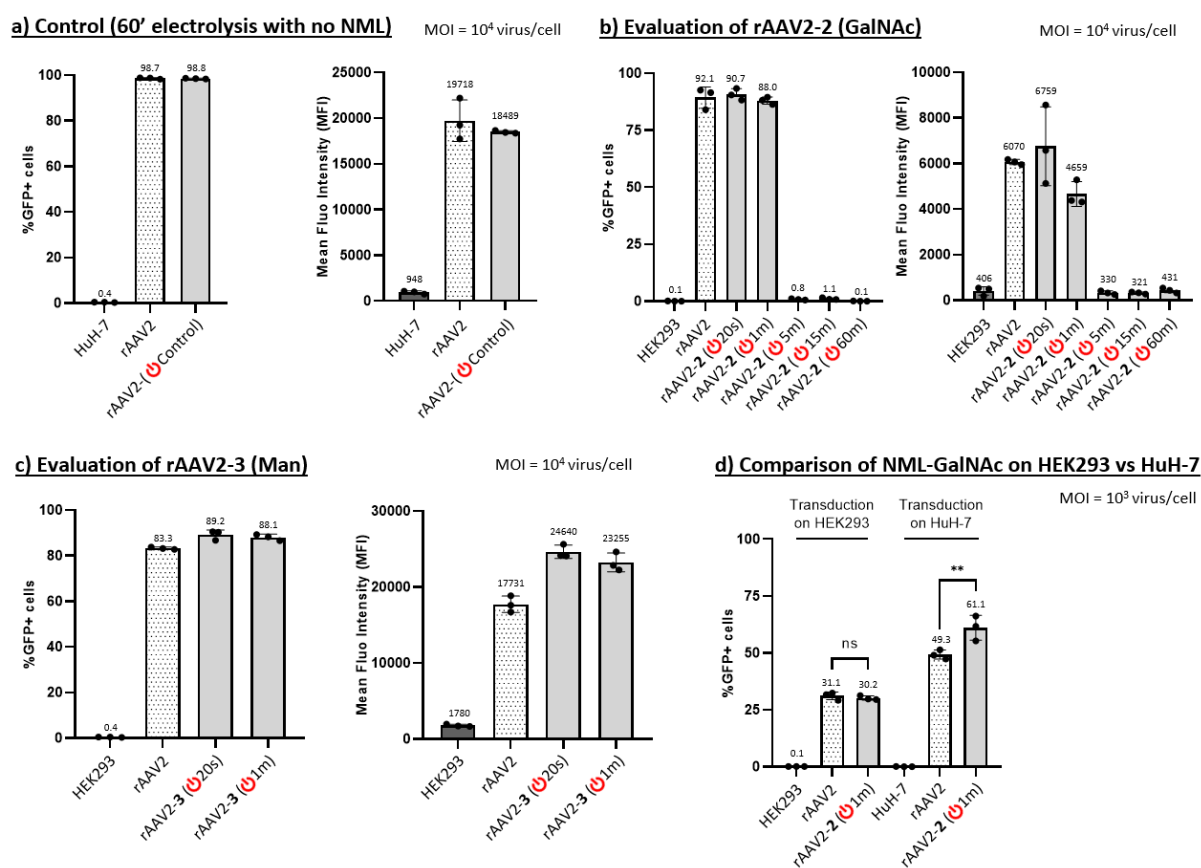 a) Control (60’ electrolysis with no NML)
MOI = 10⁴ virus/cell
%GFP+ cells
100
80
60
40
20
0
0.4
98.7
98.8
HuH-7
rAAV2
rAAV2-(⏻Control)
Mean Fluo Intensity (MFI)
25000
20000
15000
10000
5000
0
948
19718
18489
HuH-7
rAAV2
rAAV2-(⏻Control)
b) Evaluation of rAAV2-2 (GalNAc)
MOI = 10⁴ virus/cell
%GFP+ cells
100
75
50
25
0
0.1
92.1
90.7
88.0
0.8
1.1
0.1
HEK293
rAAV2
rAAV2-2 (⏻20s)
rAAV2-2 (⏻1m)
rAAV2-2 (⏻ 5m)
rAAV2-2 (⏻15m)
rAAV2-2 (⏻60m)
Mean Fluo Intensity (MFI)
10000
8000
6000
4000
2000
0
406
6070
6759
4659
330
321
431
HEK293
rAAV2
rAAV2-2 (⏻20s)
rAAV2-2 (⏻1m)
rAAV2-2 (⏻ 5m)
rAAV2-2 (⏻15m)
rAAV2-2 (⏻60m)
c) Evaluation of rAAV2-3 (Man)
MOI = 10⁴ virus/cell
%GFP+ cells
100
80
60
40
20
0
0.4
83.3
89.2
88.1
HEK293
rAAV2
rAAV2-3 (⏻20s)
rAAV2-3 (⏻1m)
Mean Fluo Intensity (MFI)
30000
20000
10000
0
1780
17731
24640
23255
HEK293
rAAV2
rAAV2-3 (⏻20s)
rAAV2-3 (⏻1m)
d) Comparison of NML-GalNAc on HEK293 vs HuH-7
MOI = 10³ virus/cell
Transduction
on HEK293
Transduction
on HuH-7
%GFP+ cells
100
75
50
25
0
ns
**
0.1
31.1
30.2
49.3
61.1
HEK293
rAAV2
rAAV2-2 (⏻1m)
HuH-7
rAAV2
rAAV2-2 (⏻1m)